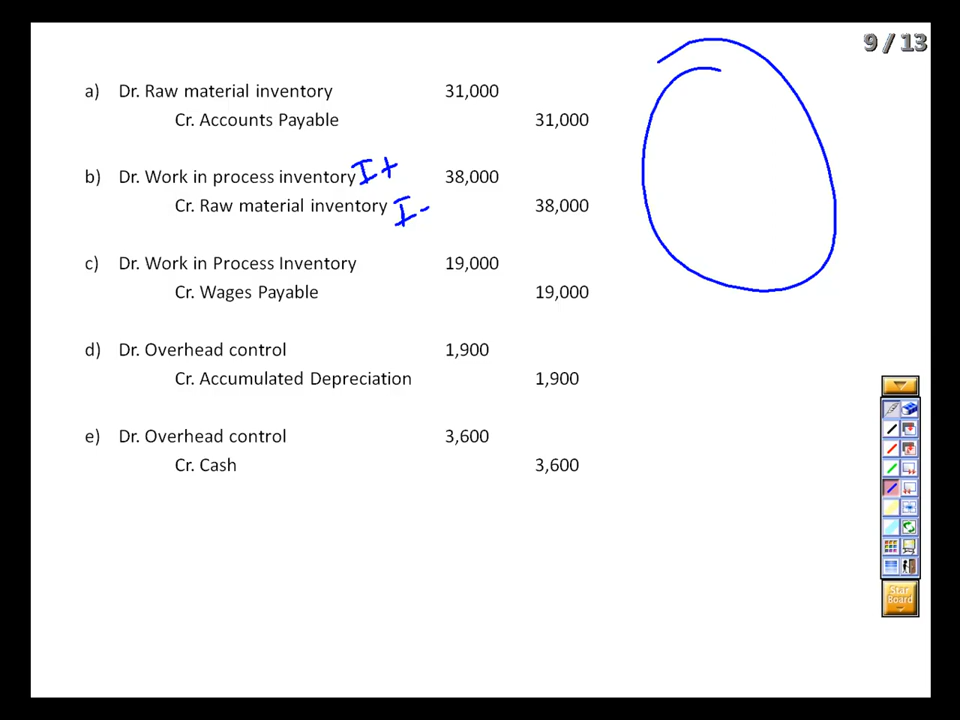 9 / 13
a) Dr. Raw material inventory 31,000
Cr. Accounts Payable 31,000
b) Dr. Work in process inventory I+ 38,000
Cr. Raw material inventory I- 38,000
c) Dr. Work in Process Inventory 19,000
Cr. Wages Payable 19,000
d) Dr. Overhead control 1,900
Cr. Accumulated Depreciation 1,900
e) Dr. Overhead control 3,600
Cr. Cash 3,600
Star
Board